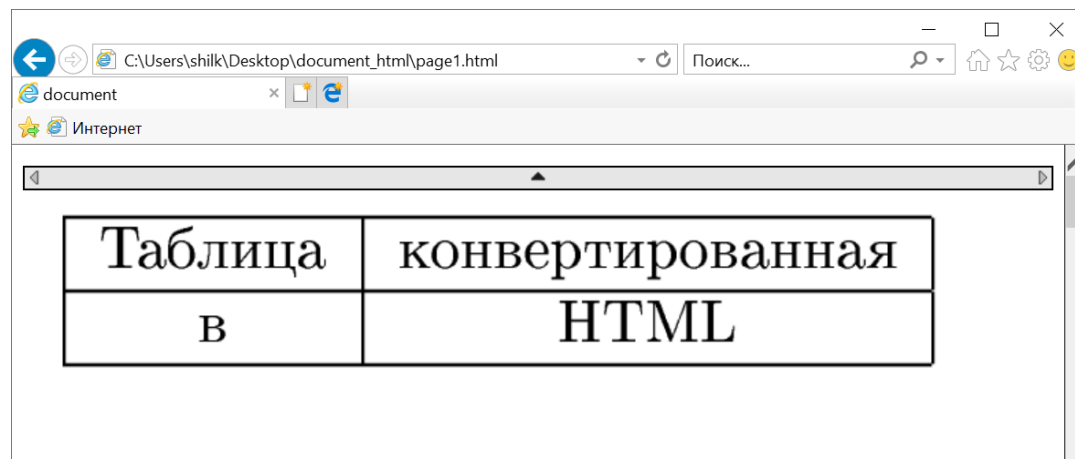 C:\Users\shilk\Desktop\document_html\page1.html Поиск...
document
Интернет
Таблица конвертированная
в HTML